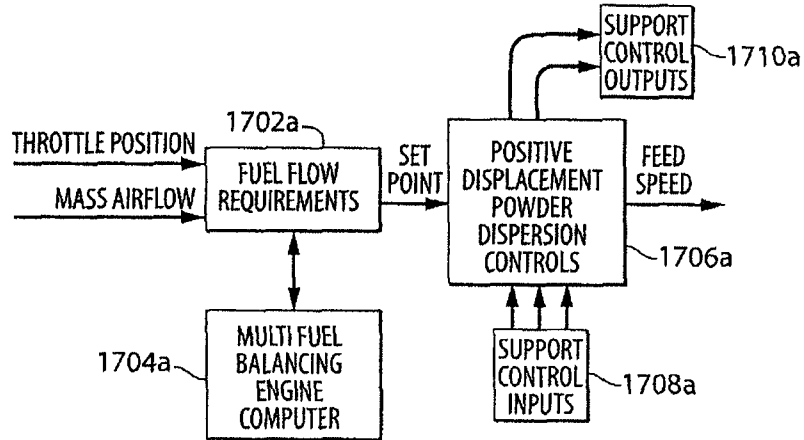 SUPPORT
CONTROL
OUTPUTS
1710a
1702a
THROTTLE POSITION
MASS AIRFLOW
FUEL FLOW
REQUIREMENTS
SET
POINT
POSITIVE
DISPLACEMENT
POWDER
DISPERSION
CONTROLS
FEED
SPEED
1706a
1704a
MULTI FUEL
BALANCING
ENGINE
COMPUTER
SUPPORT
CONTROL
INPUTS
1708a